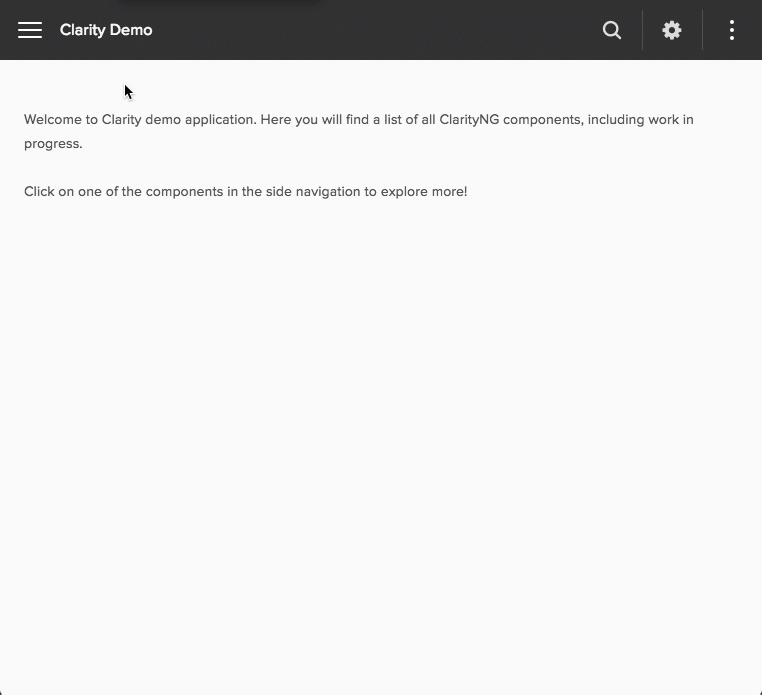 Clarity Demo
Welcome to Clarity demo application. Here you will find a list of all ClarityNG components, including work in
progress.
Click on one of the components in the side navigation to explore more!